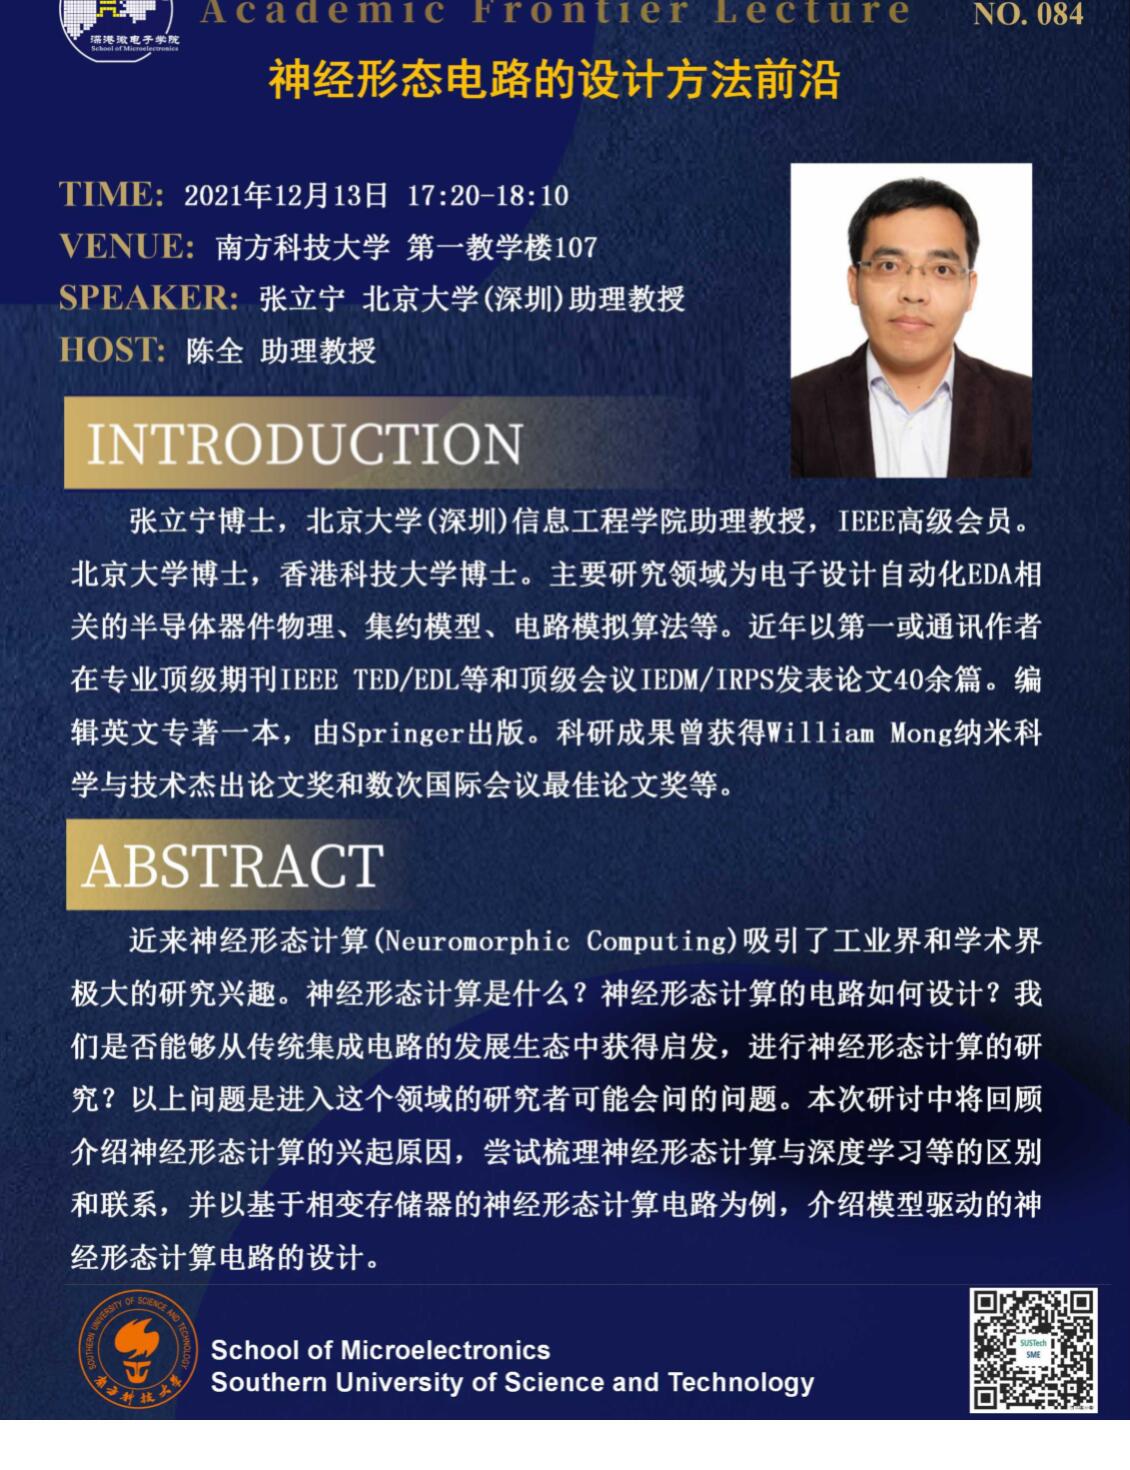 Academic Frontier Lecture
NO. 084
深港微电子学院
School of Microelectronics
神经形态电路的设计方法前沿
TIME: 2021年12月13日 17:20-18:10
VENUE: 南方科技大学 第一教学楼107
SPEAKER: 张立宁 北京大学(深圳)助理教授
HOST: 陈全 助理教授
INTRODUCTION
张立宁博士，北京大学(深圳)信息工程学院助理教授，IEEE高级会员。
北京大学博士，香港科技大学博士。主要研究领域为电子设计自动化EDA相
关的半导体器件物理、集约模型、电路模拟算法等。近年以第一或通讯作者
在专业顶级期刊IEEE TED/EDL等和顶级会议IEDM/IRPS发表论文40余篇。编
辑英文专著一本，由Springer出版。科研成果曾获得William Mong纳米科
学与技术杰出论文奖和数次国际会议最佳论文奖等。
ABSTRACT
近来神经形态计算(Neuromorphic Computing)吸引了工业界和学术界
极大的研究兴趣。神经形态计算是什么？神经形态计算的电路如何设计？我
们是否能够从传统集成电路的发展生态中获得启发，进行神经形态计算的研
究？以上问题是进入这个领域的研究者可能会问的问题。本次研讨中将回顾
介绍神经形态计算的兴起原因，尝试梳理神经形态计算与深度学习等的区别
和联系，并以基于相变存储器的神经形态计算电路为例，介绍模型驱动的神
经形态计算电路的设计。
SOUTHERN UNIVERSITY OF SCIENCE AND TECHNOLOGY
南方科技大学
School of Microelectronics
Southern University of Science and Technology
SUSTech
SME